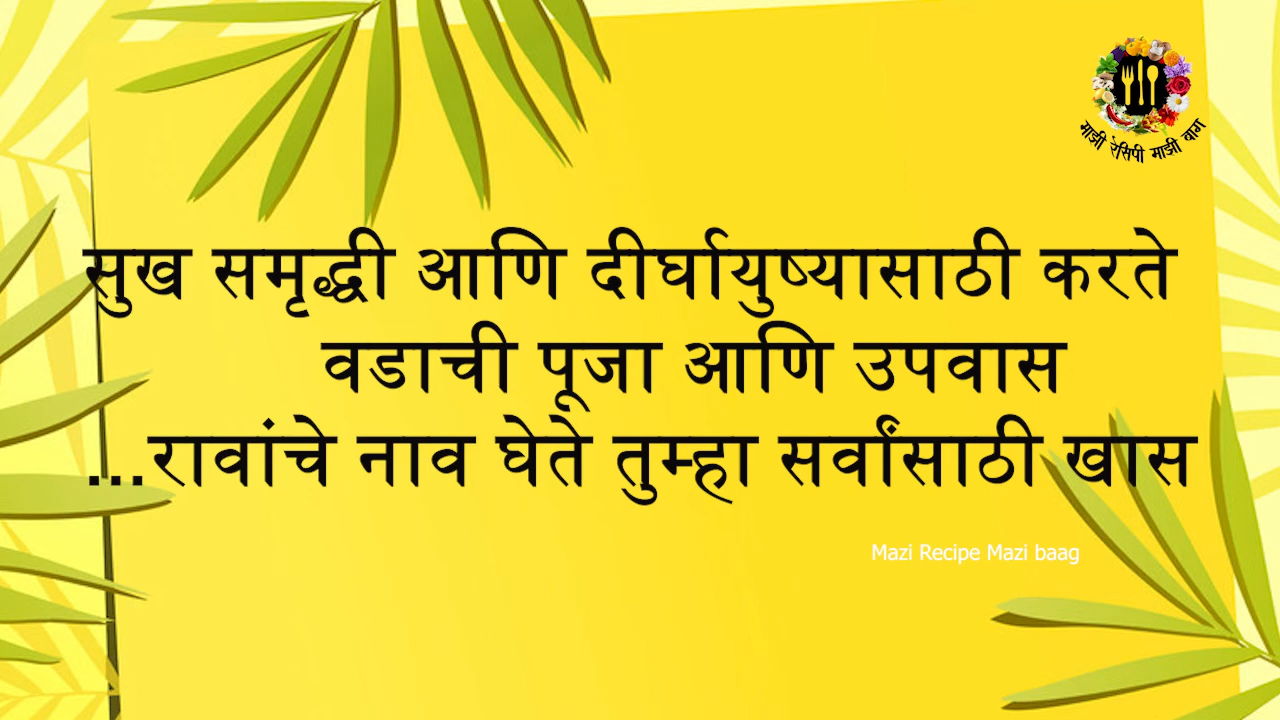 माझी रेसिपी माझी बाग
सुख समृद्धी आणि दीर्घायुष्यासाठी करते
वडाची पूजा आणि उपवास
...रावांचे नाव घेते तुम्हा सर्वांसाठी खास
Mazi Recipe Mazi baag